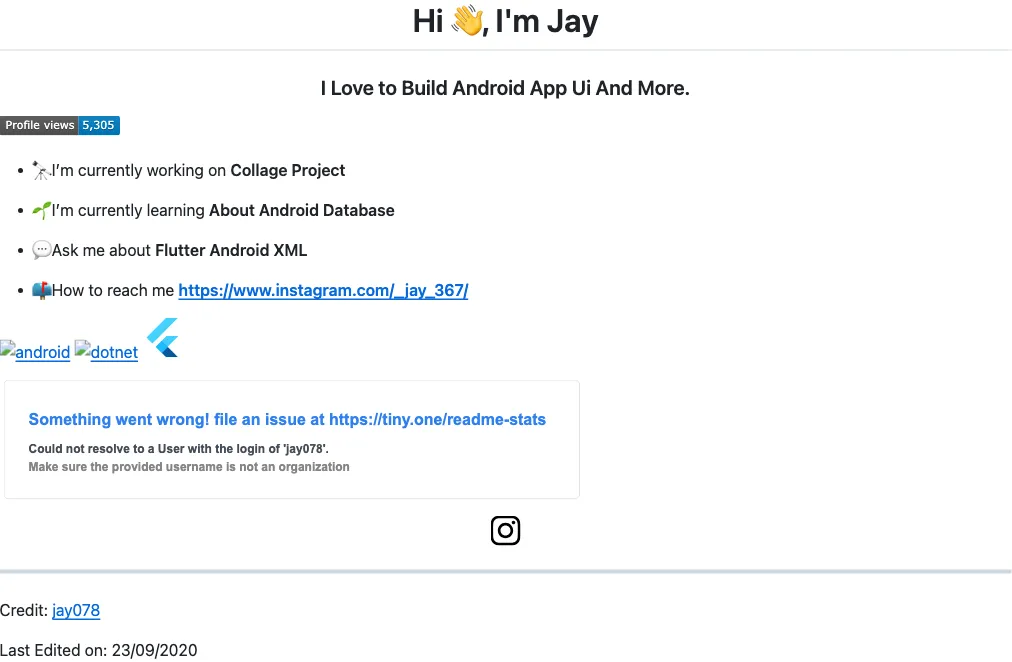 Hi 👋, I'm Jay
I Love to Build Android App Ui And More.
Profile views 5,305
🔭I’m currently working on Collage Project
🌱I’m currently learning About Android Database
💬Ask me about Flutter Android XML
📫How to reach me https://www.instagram.com/_jay_367/
android dotnet
Something went wrong! file an issue at https://tiny.one/readme-stats
Could not resolve to a User with the login of 'jay078'.
Make sure the provided username is not an organization
Credit: jay078
Last Edited on: 23/09/2020